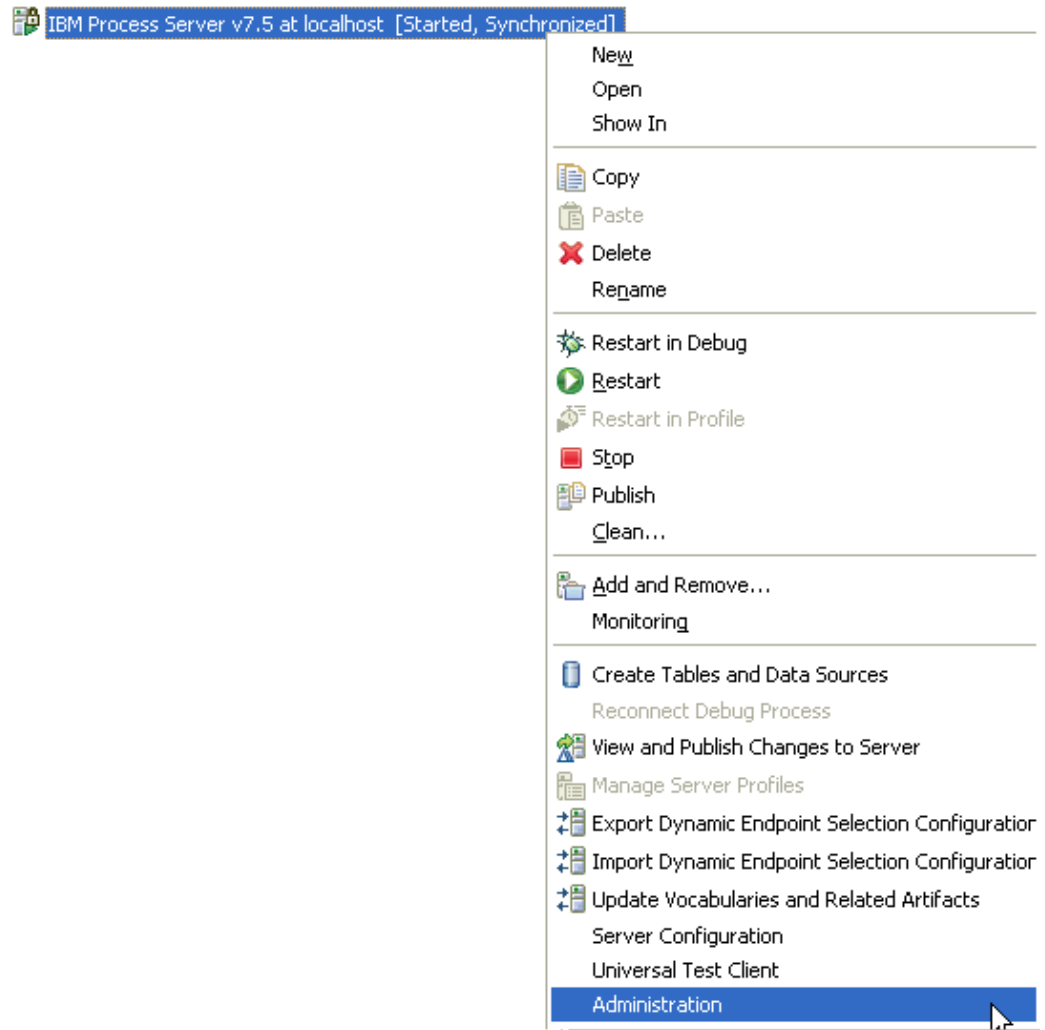 IBM Process Server v7.5 at localhost [Started, Synchronized]
New
Open
Show In
Copy
Paste
Delete
Rename
Restart in Debug
Restart
Restart in Profile
Stop
Publish
Clean...
Add and Remove...
Monitoring
Create Tables and Data Sources
Reconnect Debug Process
View and Publish Changes to Server
Manage Server Profiles
Export Dynamic Endpoint Selection Configuration
Import Dynamic Endpoint Selection Configuration
Update Vocabularies and Related Artifacts
Server Configuration
Universal Test Client
Administration